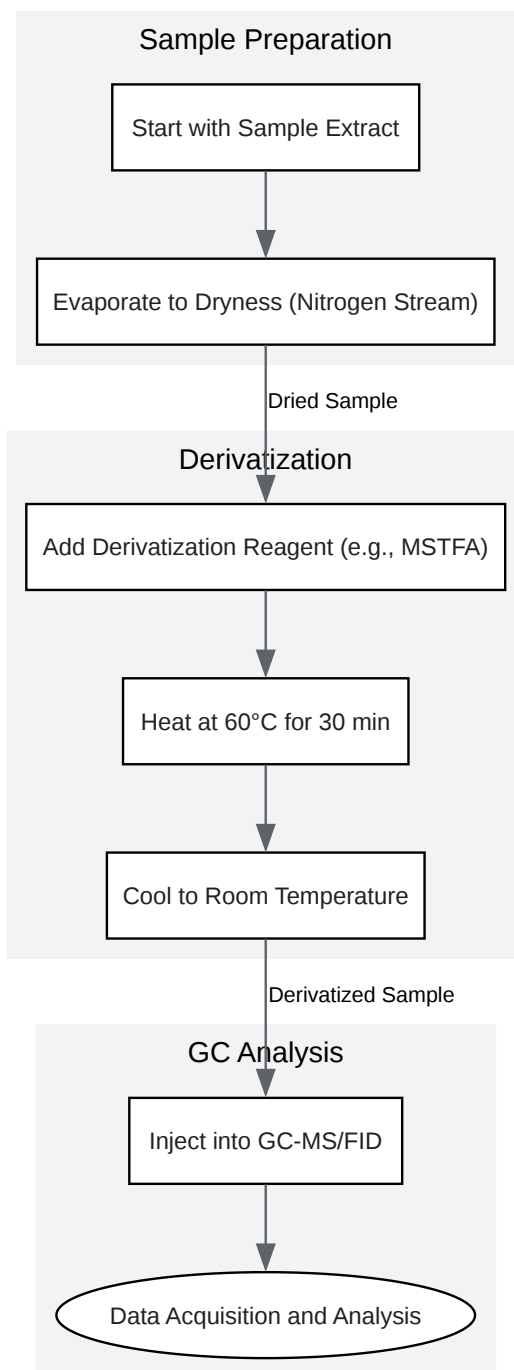 Sample Preparation
Start with Sample Extract
Evaporate to Dryness (Nitrogen Stream)
Dried Sample
Derivatization
Add Derivatization Reagent (e.g., MSTFA)
Heat at 60°C for 30 min
Cool to Room Temperature
Derivatized Sample
GC Analysis
Inject into GC-MS/FID
Data Acquisition and Analysis